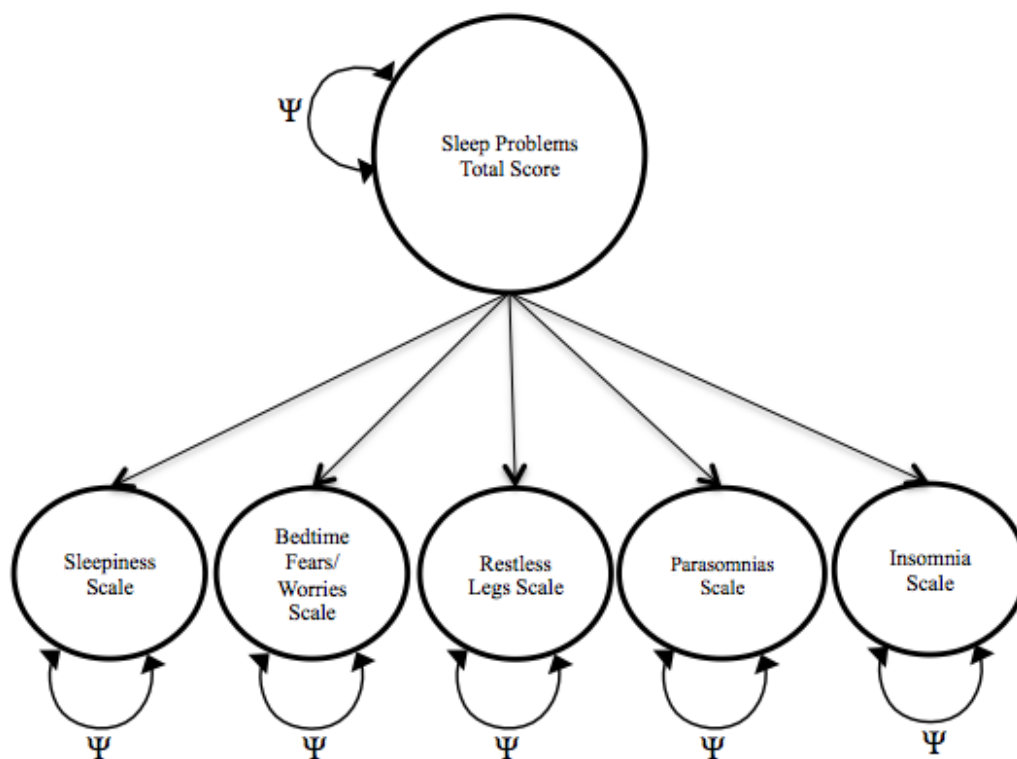 Ψ
Sleep Problems
Total Score
Sleepiness
Scale
Bedtime
Fears/
Worries
Scale
Restless
Legs Scale
Parasomnias
Scale
Insomnia
Scale
Ψ
Ψ
Ψ
Ψ
Ψ